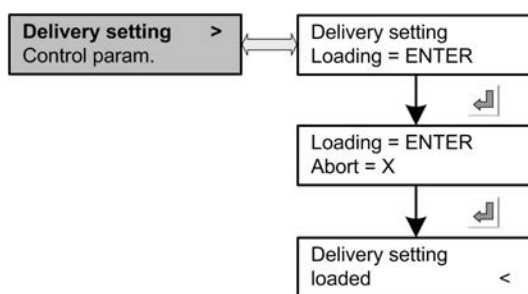 Delivery setting >
Control param.
Delivery setting
Loading = ENTER
Loading = ENTER
Abort = X
Delivery setting
loaded <